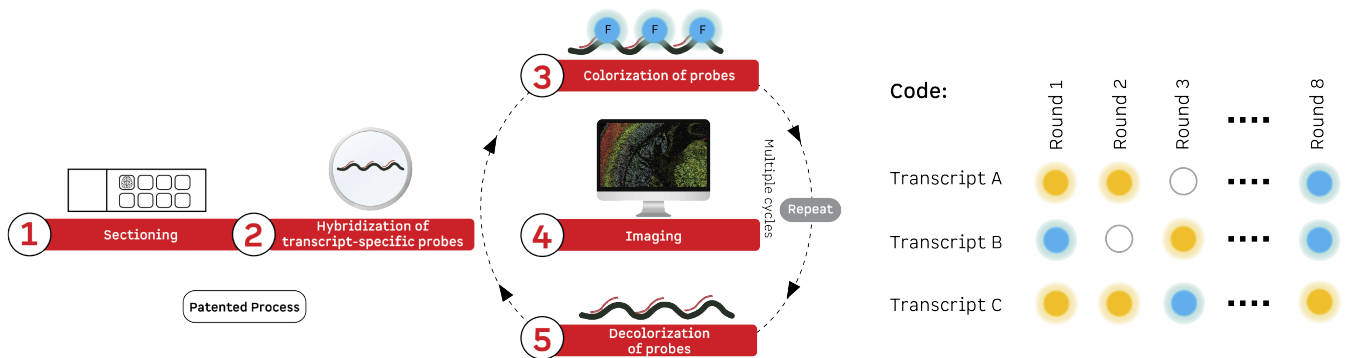 1
Sectioning
2
Hybridization of
transcript-specific probes
Patented Process
F F F
3
Colorization of probes
4
Imaging
Multiple cycles
Repeat
5
Decolorization
of probes
Code:
Round 1
Round 2
Round 3
Round 8
Transcript A
Transcript B
Transcript C